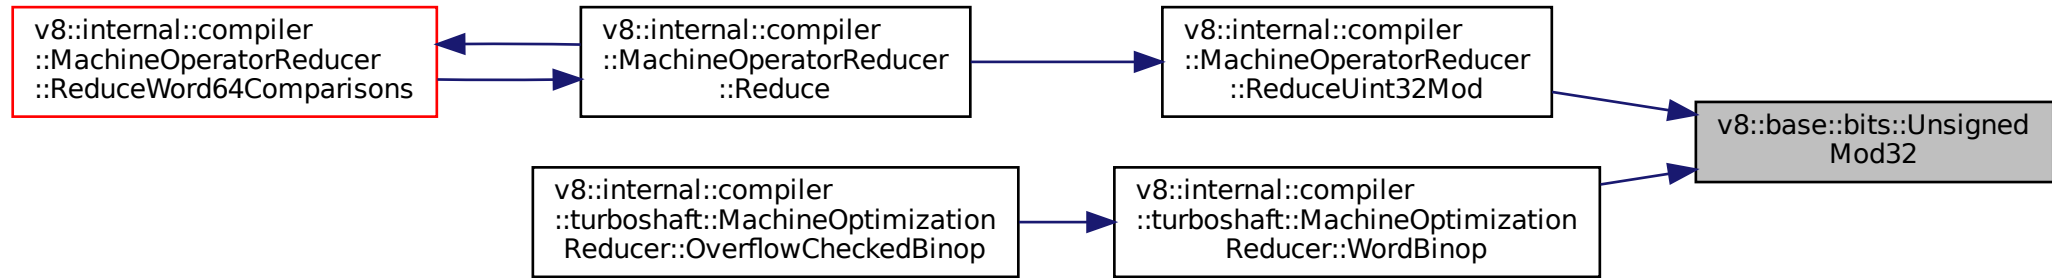 v8::internal::compiler
::MachineOperatorReducer
::ReduceWord64Comparisons
v8::internal::compiler
::MachineOperatorReducer
::Reduce
v8::internal::compiler
::MachineOperatorReducer
::ReduceUint32Mod
v8::base::bits::Unsigned
Mod32
v8::internal::compiler
::turboshaft::MachineOptimization
Reducer::OverflowCheckedBinop
v8::internal::compiler
::turboshaft::MachineOptimization
Reducer::WordBinop